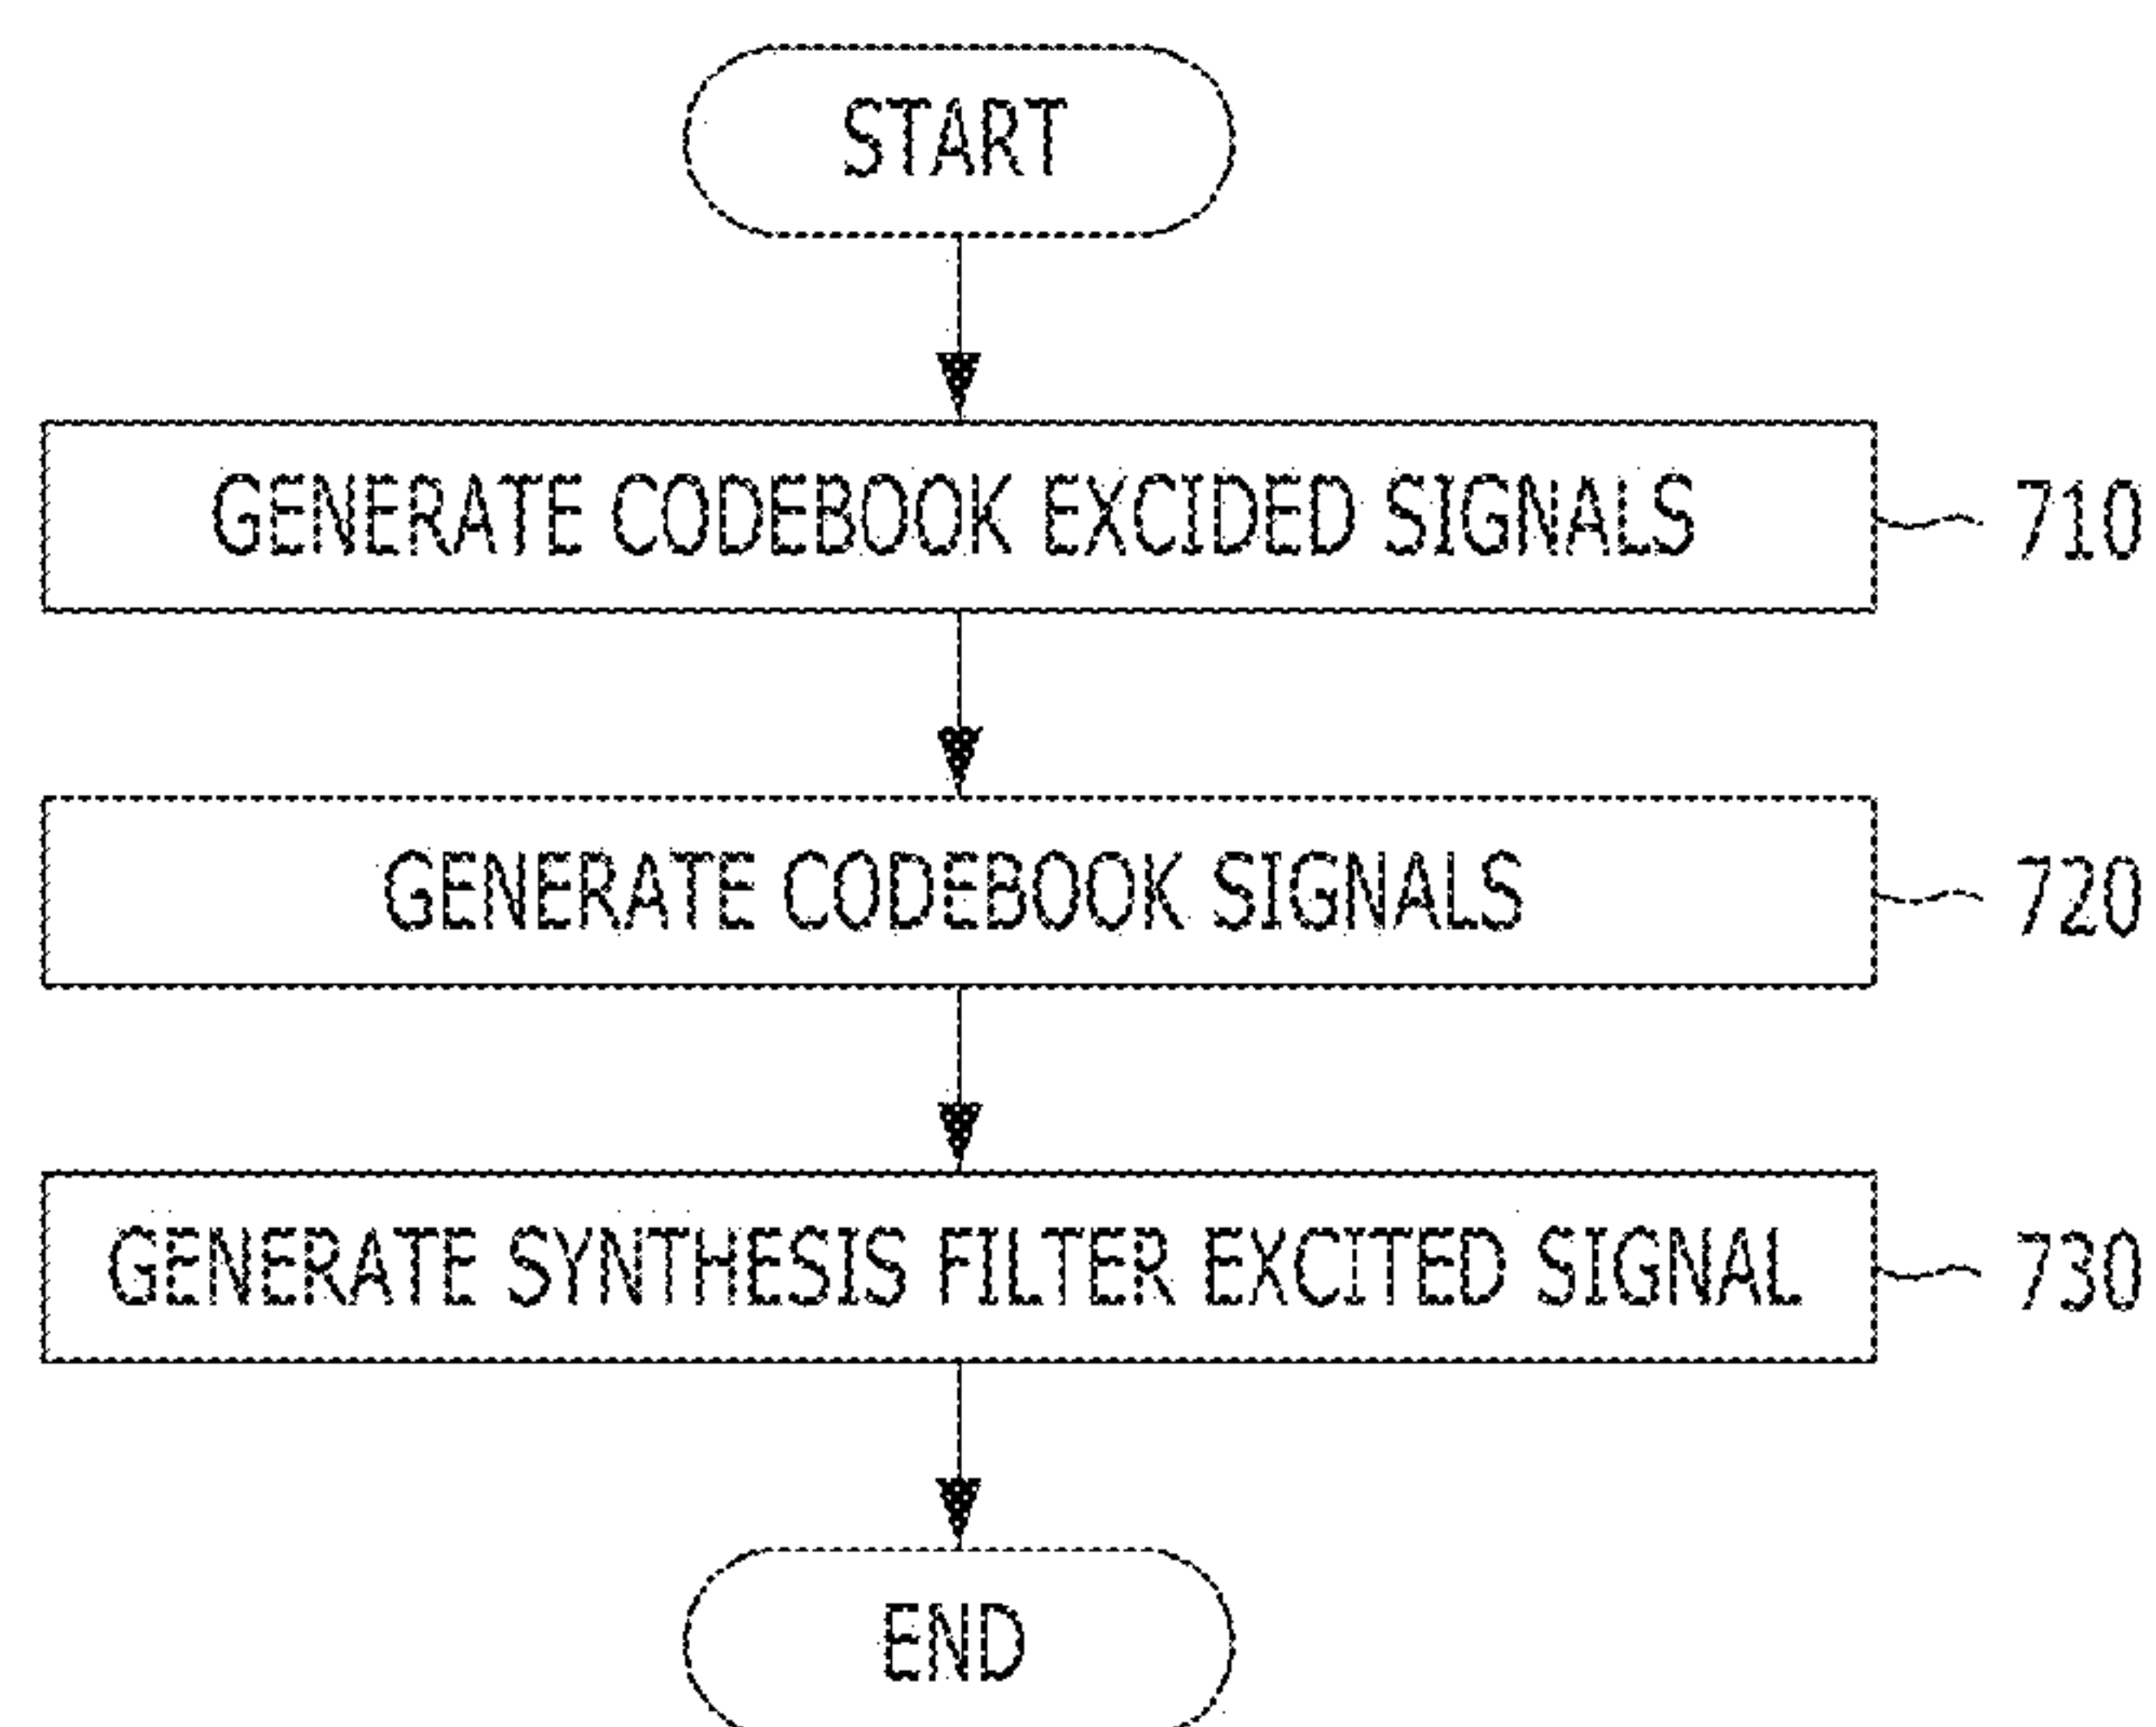 START
GENERATE CODEBOOK EXCIDED SIGNALS
710
GENERATE CODEBOOK SIGNALS
720
GENERATE SYNTHESIS FILTER EXCITED SIGNAL
730
END